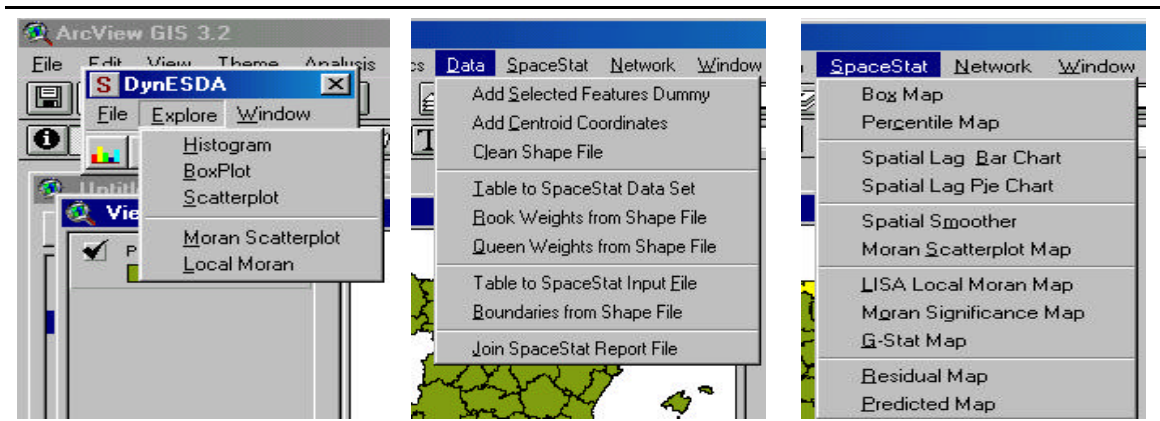 ArcView GIS 3.2
File Edit View Theme Analysis
DynESDA
File Explore Window
Histogram
BoxPlot
Scatterplot
Moran Scatterplot
Local Moran
Data SpaceStat Network Window
Add Selected Features Dummy
Add Centroid Coordinates
Clean Shape File
Table to SpaceStat Data Set
Rook Weights from Shape File
Queen Weights from Shape File
Table to SpaceStat Input File
Boundaries from Shape File
Join SpaceStat Report File
SpaceStat Network Window
Box Map
Percentile Map
Spatial Lag Bar Chart
Spatial Lag Pie Chart
Spatial Smoother
Moran Scatterplot Map
LISA Local Moran Map
Moran Significance Map
G-Stat Map
Residual Map
Predicted Map